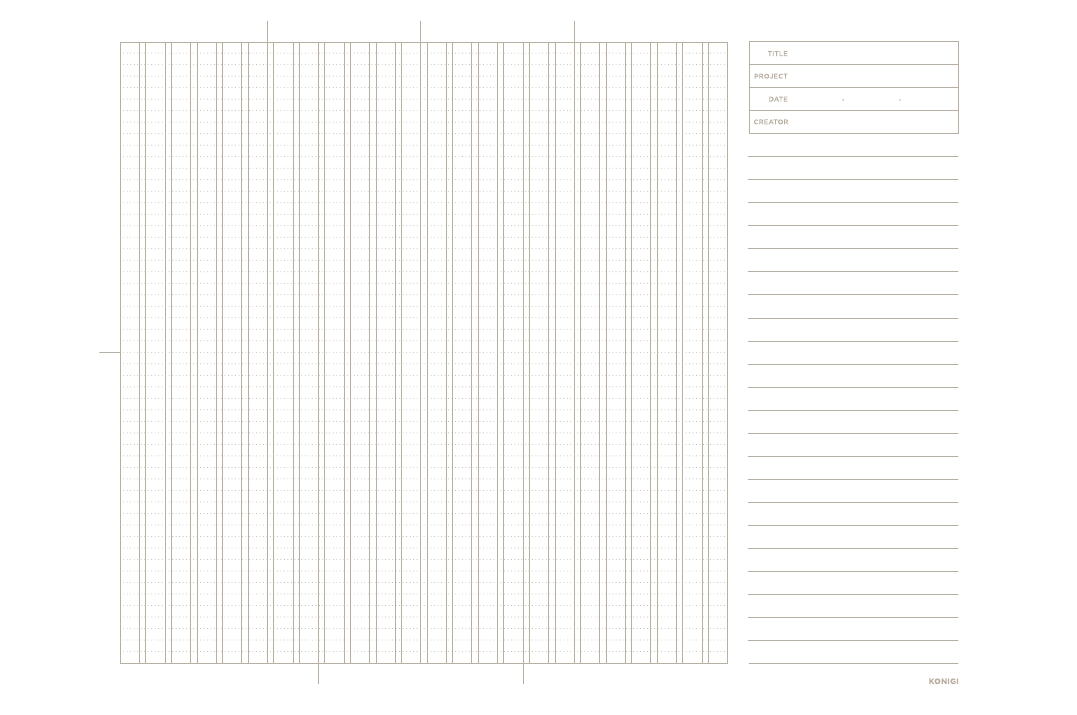 TITLE
PROJECT
DATE - -
CREATOR
KONIGI